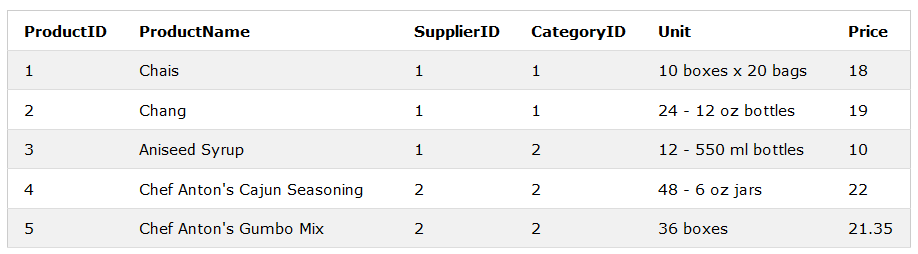 ProductID ProductName SupplierID CategoryID Unit Price
1 Chais 1 1 10 boxes x 20 bags 18
2 Chang 1 1 24 - 12 oz bottles 19
3 Aniseed Syrup 1 2 12 - 550 ml bottles 10
4 Chef Anton's Cajun Seasoning 2 2 48 - 6 oz jars 22
5 Chef Anton's Gumbo Mix 2 2 36 boxes 21.35